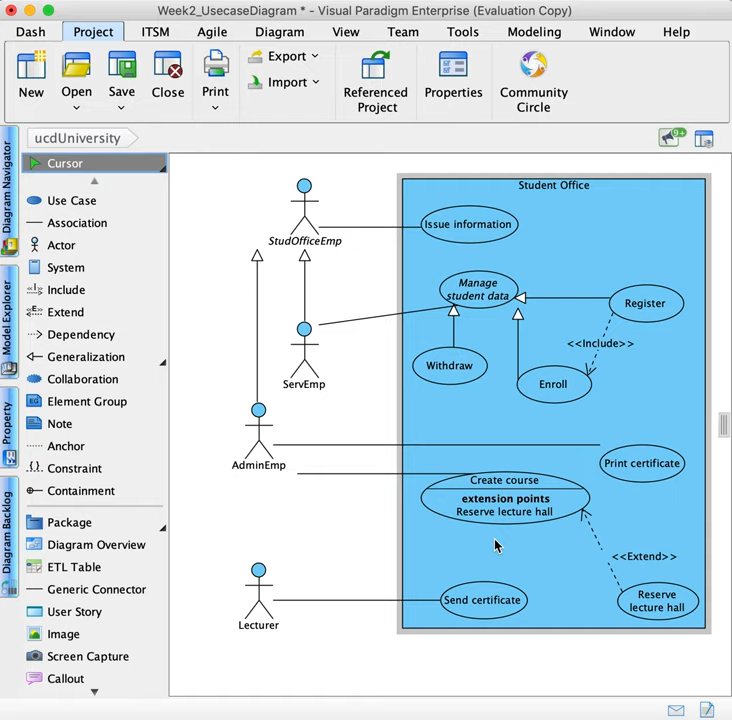 Week2_UsecaseDiagram * - Visual Paradigm Enterprise (Evaluation Copy)
Dash Project ITSM Agile Diagram View Team Tools Modeling Window Help
New
Open
Save
Close
Print
Export
Import
Referenced
Project
Properties
Community
Circle
ucdUniversity
9+
Diagram Navigator
Model Explorer
Property
Diagram Backlog
Cursor
Use Case
Association
Actor
System
Include
Extend
Dependency
Generalization
Collaboration
EG
Element Group
Note
Anchor
Constraint
Containment
Package
Diagram Overview
ETL Table
Generic Connector
User Story
Image
Screen Capture
Callout
Student Office
StudOfficeEmp
Issue information
Manage
student data
Register
<<Include>>
ServEmp
Withdraw
Enroll
AdminEmp
Print certificate
Create course
extension points
Reserve lecture hall
<<Extend>>
Lecturer
Send certificate
Reserve
lecture hall